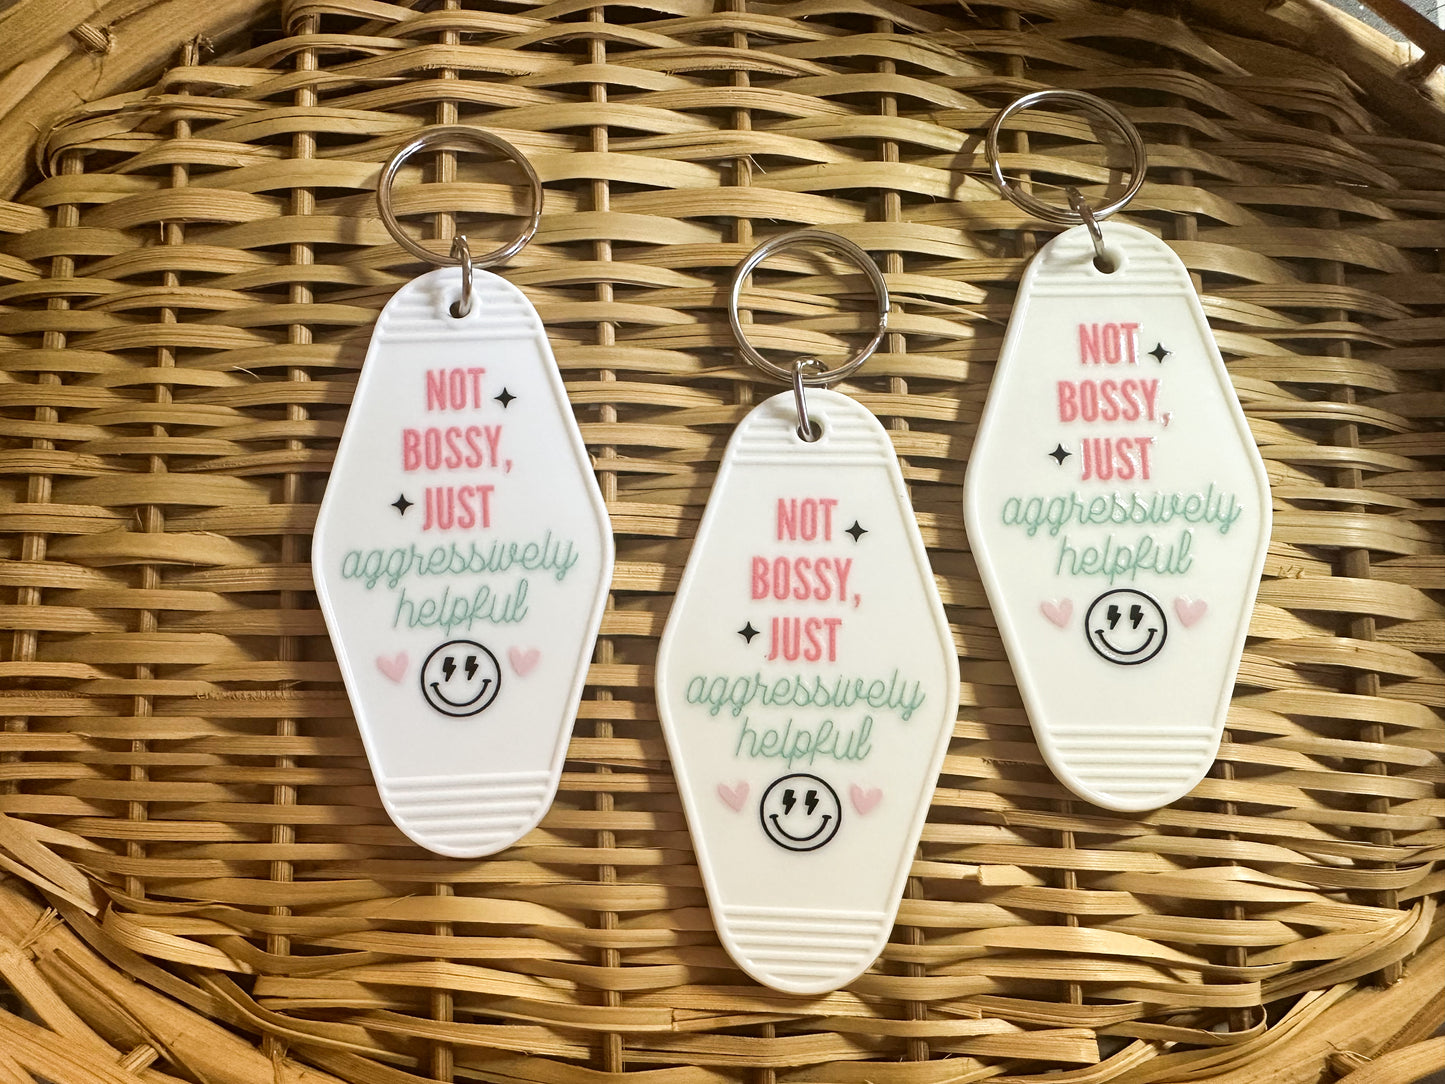 NOT
BOSSY,
JUST
aggressively
helpful
NOT
BOSSY,
JUST
aggressively
helpful
NOT
BOSSY,
JUST
aggressively
helpful